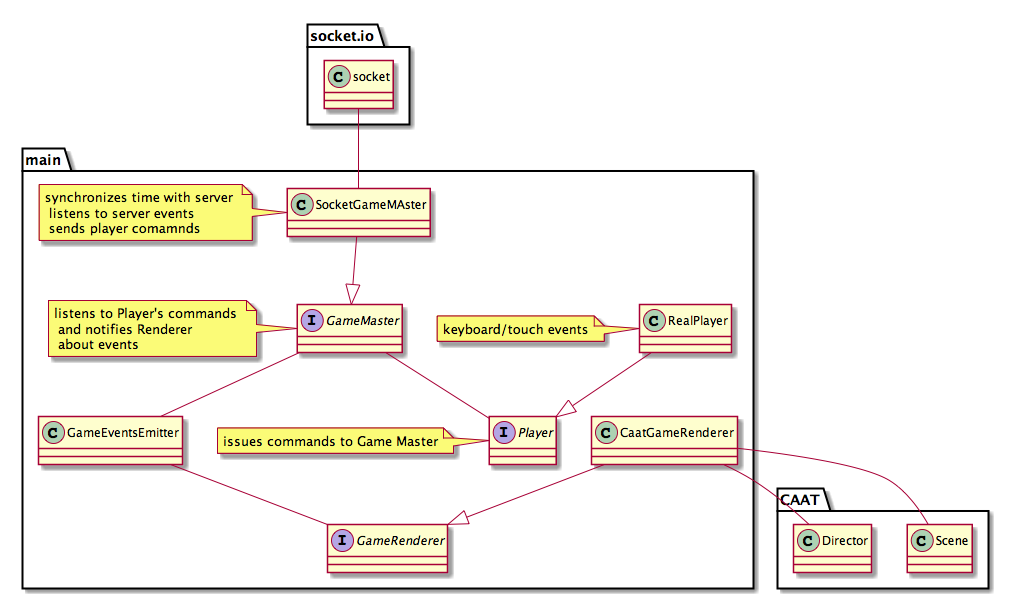 socket.io
C socket
main
synchronizes time with server
listens to server events
sends player comamnds
C SocketGameMAster
listens to Player's commands
and notifies Renderer
about events
I GameMaster
keyboard/touch events
C RealPlayer
C GameEventsEmitter
issues commands to Game Master
I Player
C CaatGameRenderer
CAAT
I GameRenderer
C Director
C Scene